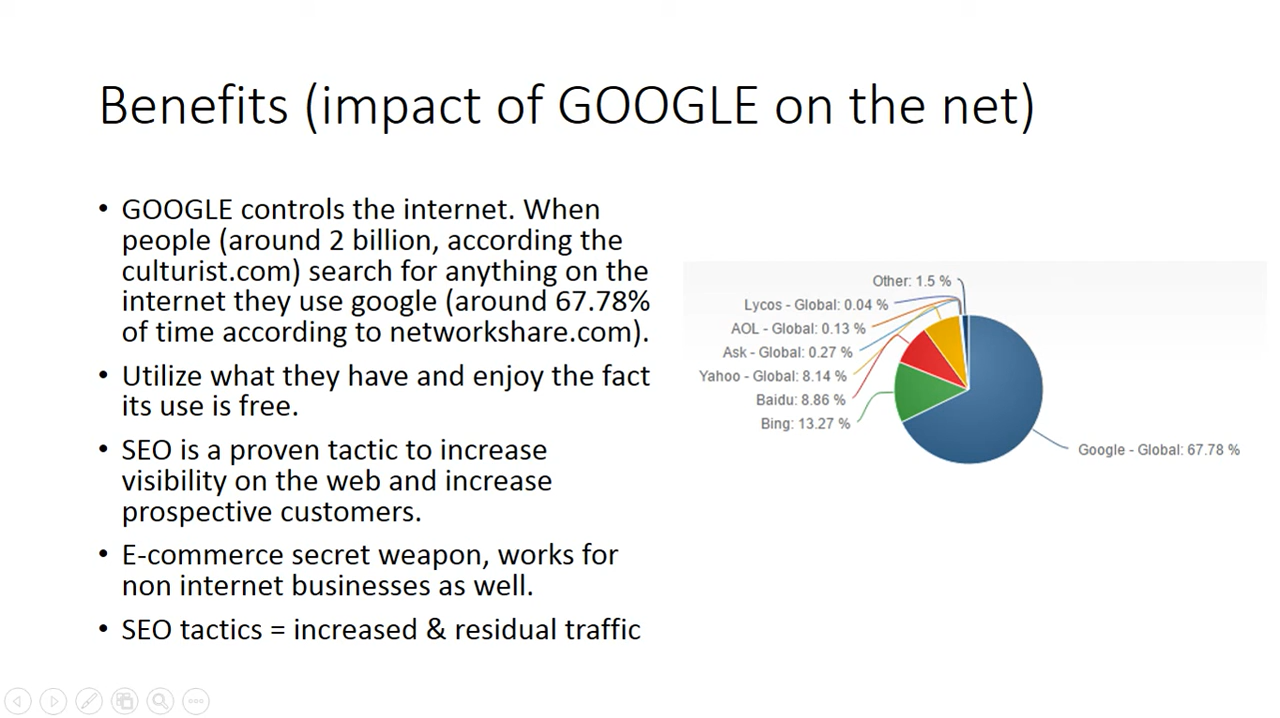 Benefits (impact of GOOGLE on the net)
• GOOGLE controls the internet. When
people (around 2 billion, according the
culturist.com) search for anything on the
internet they use google (around 67.78%
of time according to networkshare.com).
• Utilize what they have and enjoy the fact
its use is free.
• SEO is a proven tactic to increase
visibility on the web and increase
prospective customers.
• E-commerce secret weapon, works for
non internet businesses as well.
• SEO tactics = increased & residual traffic
Other: 1.5 %
Lycos - Global: 0.04 %
AOL - Global: 0.13 %
Ask - Global: 0.27 %
Yahoo - Global: 8.14 %
Baidu: 8.86 %
Bing: 13.27 %
Google - Global: 67.78 %